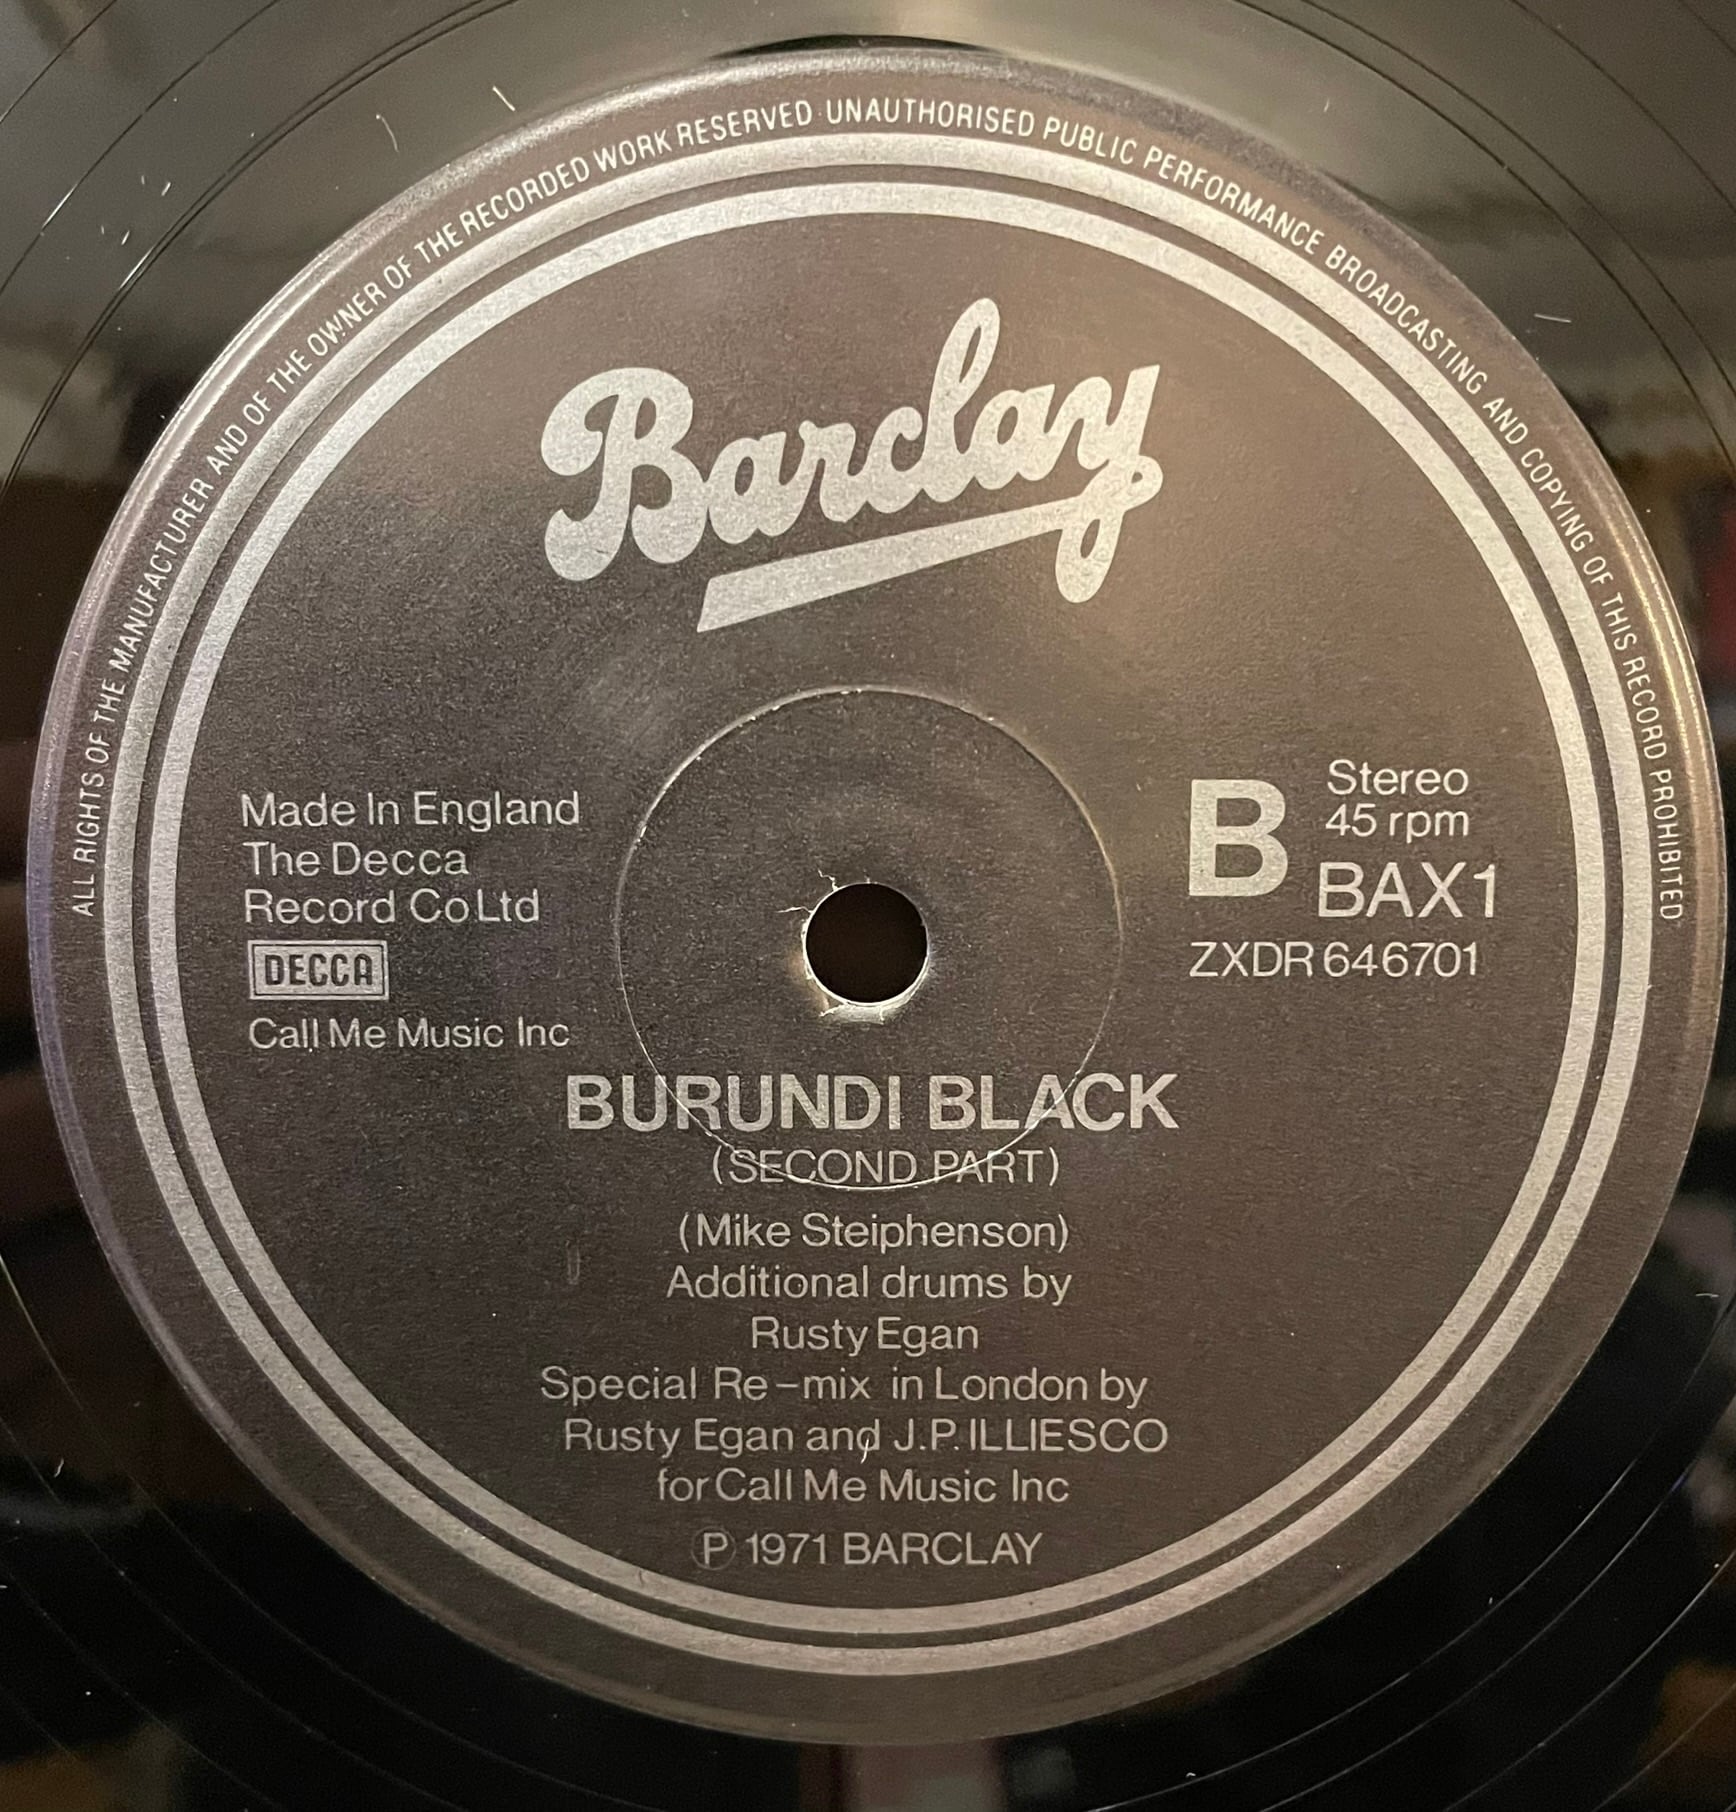 ALL RIGHTS OF THE MANUFACTURER AND OF THE OWNER OF THE RECORDED WORK RESERVED · UNAUTHORISED PUBLIC PERFORMANCE BROADCASTING AND COPYING OF THIS RECORD PROHIBITED
Barclay
Made In England
The Decca
Record Co Ltd
DECCA
Call Me Music Inc
B
Stereo
45 rpm
BAX1
ZXDR 646701
BURUNDI BLACK
(SECOND PART)
(Mike Steiphenson)
Additional drums by
Rusty Egan
Special Re-mix in London by
Rusty Egan and J.P. ILLIESCO
for Call Me Music Inc
Ⓟ 1971 BARCLAY